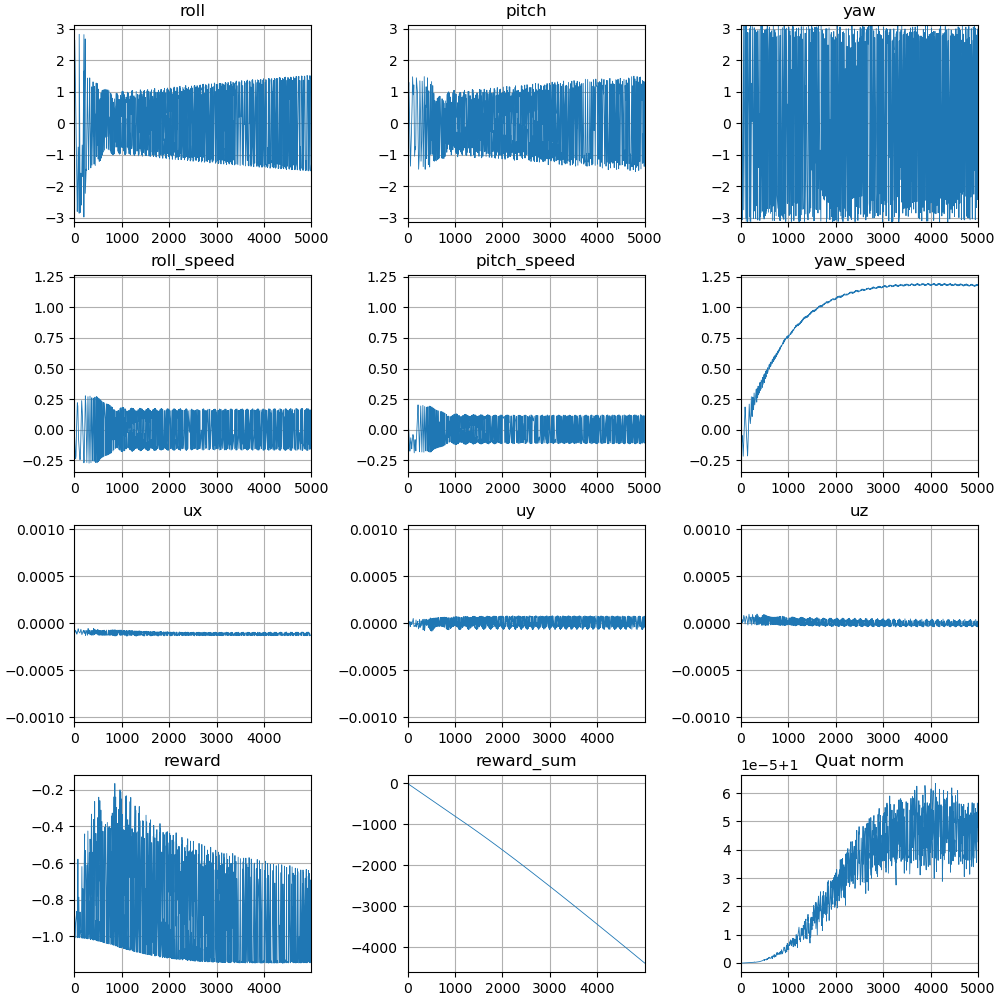 roll pitch yaw
3 3 3
2 2 2
1 1 1
0 0 0
−1 −1 −1
−2 −2 −2
−3 −3 −3
0 1000 2000 3000 4000 5000 0 1000 2000 3000 4000 5000 0 1000 2000 3000 4000 5000
roll_speed pitch_speed yaw_speed
1.25 1.25 1.25
1.00 1.00 1.00
0.75 0.75 0.75
0.50 0.50 0.50
0.25 0.25 0.25
0.00 0.00 0.00
−0.25 −0.25 −0.25
0 1000 2000 3000 4000 5000 0 1000 2000 3000 4000 5000 0 1000 2000 3000 4000 5000
ux uy uz
0.0010 0.0010 0.0010
0.0005 0.0005 0.0005
0.0000 0.0000 0.0000
−0.0005 −0.0005 −0.0005
−0.0010 −0.0010 −0.0010
0 1000 2000 3000 4000 0 1000 2000 3000 4000 0 1000 2000 3000 4000
reward reward_sum 1e−5+1 Quat norm
−0.2 0 6
−0.4 −1000 5
−0.6 −2000 4
−0.8 −3000 3
−1.0 −4000 2
1
0
0 1000 2000 3000 4000 5000 0 1000 2000 3000 4000 5000 0 1000 2000 3000 4000 5000